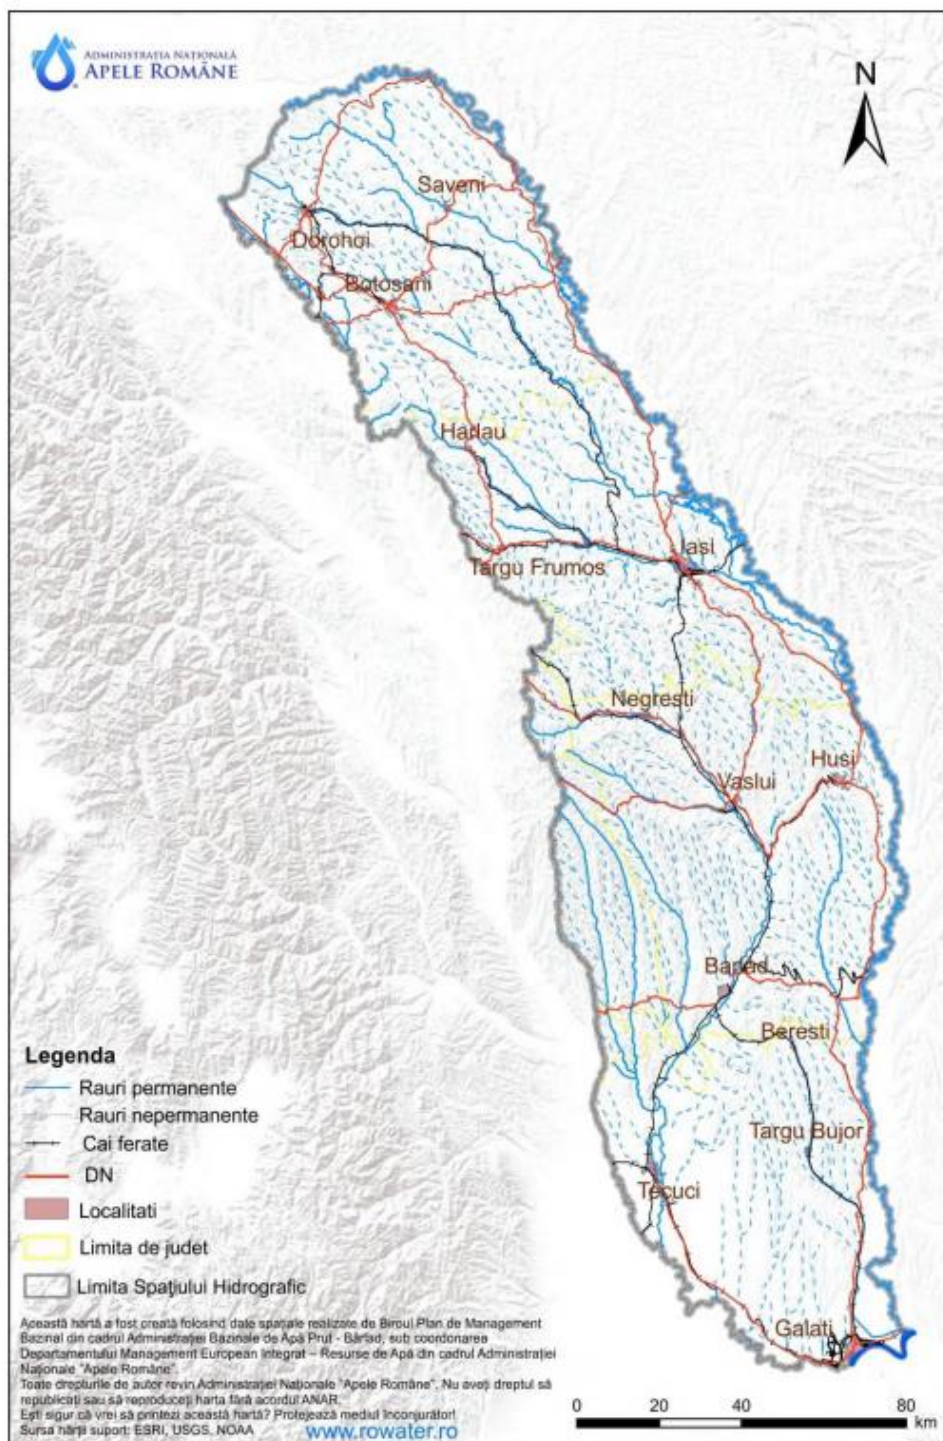 ADMINISTRAȚIA NAȚIONALĂ
APELE ROMÂNE
N
Saveni
Dorohoi
Botosani
Harlau
Iasi
Targu Frumos
Negresti
Husi
Vaslui
Barlad
Beresti
Targu Bujor
Tecuci
Galati
Legenda
Rauri permanente
Rauri nepermanente
Cai ferate
DN
Localitati
Limita de judet
Limita Spațiului Hidrografic
Această hartă a fost creată folosind date spațiale realizate de Biroul Plan de Management
Bazinal din cadrul Administrației Bazinale de Apă Prut - Bârlad, sub coordonarea
Departamentului Management European Integrat – Resurse de Apă din cadrul Administrației
Naționale "Apele Române".
Toate drepturile de autor revin Administrației Naționale "Apele Române". Nu aveți dreptul să
republicați sau să reproduceți harta fără acordul ANAR.
Ești sigur că vrei să printezi această hartă? Protejează mediul înconjurător!
Sursa hărții suport: ESRI, USGS, NOAA
www.rowater.ro
0 20 40 80
km